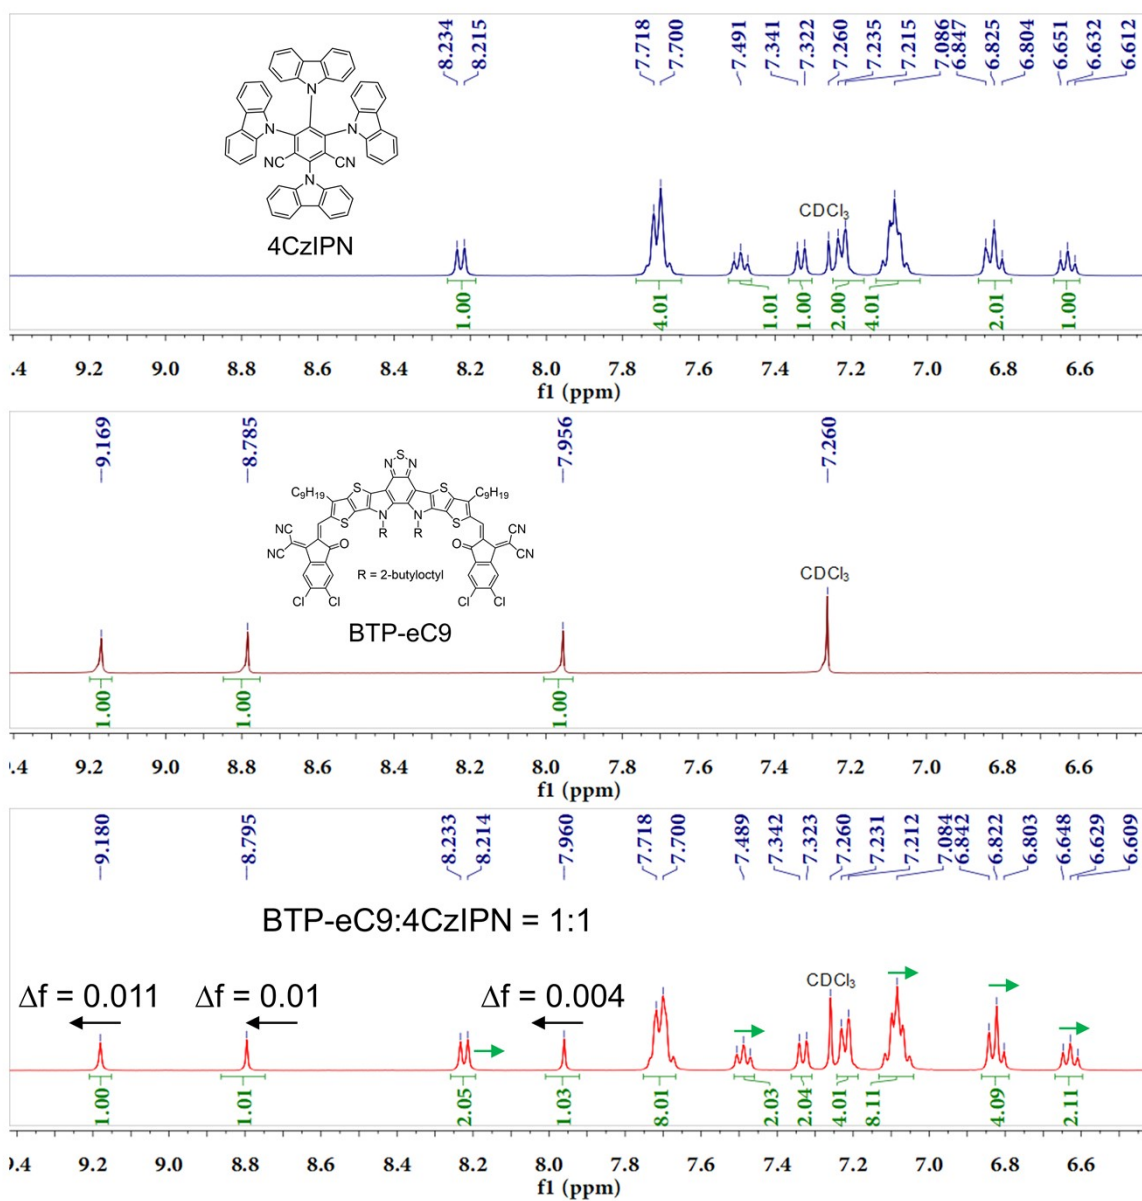 8.234 8.215 7.718 7.700 7.491 7.341 7.322 7.260 7.235 7.215 7.086 6.847 6.825 6.804 6.651 6.632 6.612
N
N N
NC CN
N
4CzIPN
CDCl3
1.00 4.01 1.01 1.00 2.00 4.01 2.01 1.00
.4 9.2 9.0 8.8 8.6 8.4 8.2 8.0 7.8 7.6 7.4 7.2 7.0 6.8 6.6
f1 (ppm)
9.169 8.785 7.956 7.260
S
N N
C9H19 S S C9H19
S N N S
NC R R CN
NC O O CN
R = 2-butyloctyl
Cl Cl Cl Cl
BTP-eC9
CDCl3
1.00 1.00 1.00
.4 9.2 9.0 8.8 8.6 8.4 8.2 8.0 7.8 7.6 7.4 7.2 7.0 6.8 6.6
f1 (ppm)
9.180 8.795 8.233 8.214 7.960 7.718 7.700 7.489 7.342 7.323 7.260 7.231 7.212 7.084 6.842 6.822 6.803 6.648 6.629 6.609
BTP-eC9:4CzIPN = 1:1
CDCl3
Δf = 0.011 Δf = 0.01 Δf = 0.004
1.00 1.01 2.05 1.03 8.01 2.03 2.04 4.01 8.11 4.09 2.11
9.4 9.2 9.0 8.8 8.6 8.4 8.2 8.0 7.8 7.6 7.4 7.2 7.0 6.8 6.6
f1 (ppm)